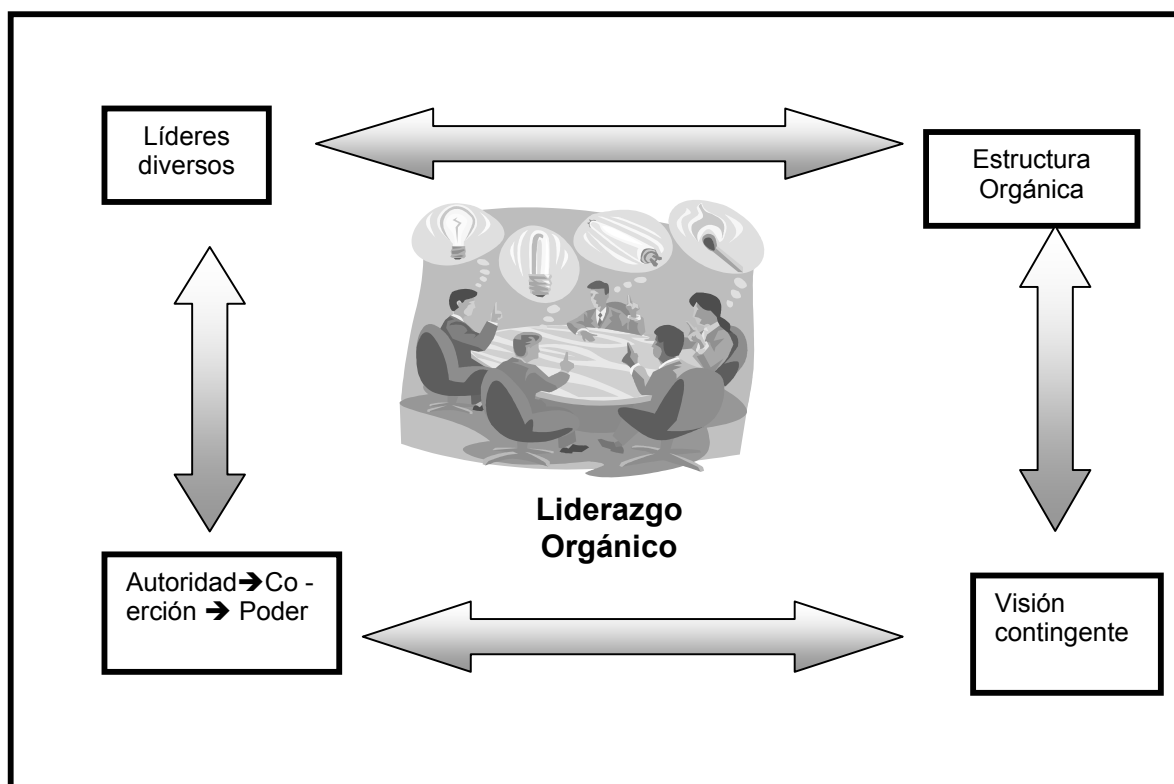 Líderes
diversos
Estructura
Orgánica
Liderazgo
Orgánico
Autoridad➔Co -
erción ➔ Poder
Visión
contingente